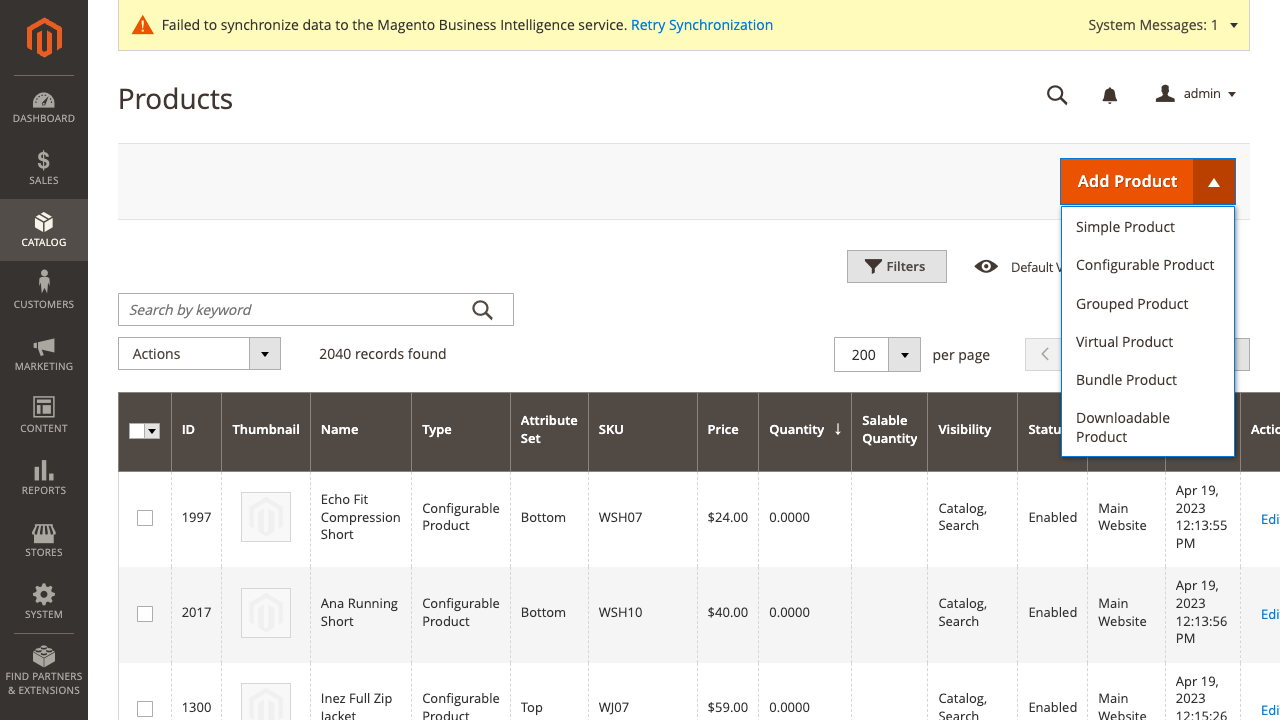 Failed to synchronize data to the Magento Business Intelligence service. Retry Synchronization
System Messages: 1
DASHBOARD
SALES
CATALOG
CUSTOMERS
MARKETING
CONTENT
REPORTS
STORES
SYSTEM
FIND PARTNERS
& EXTENSIONS
Products
admin
Add Product
Simple Product
Configurable Product
Grouped Product
Virtual Product
Bundle Product
Downloadable
Product
Filters
Default V
Search by keyword
Actions
2040 records found
200
per page
ID Thumbnail Name Type Attribute Set SKU Price Quantity ↓ Salable Quantity Visibility Statu Actio
1997 Echo Fit Compression Short Configurable Product Bottom WSH07 $24.00 0.0000 Catalog, Search Enabled Main Website Apr 19, 2023 12:13:55 PM Edi
2017 Ana Running Short Configurable Product Bottom WSH10 $40.00 0.0000 Catalog, Search Enabled Main Website Apr 19, 2023 12:13:56 PM Edi
1300 Inez Full Zip Jacket Configurable Product Top WJ07 $59.00 0.0000 Catalog, Search Enabled Main Website Apr 19, 2023 12:15:26 Edi